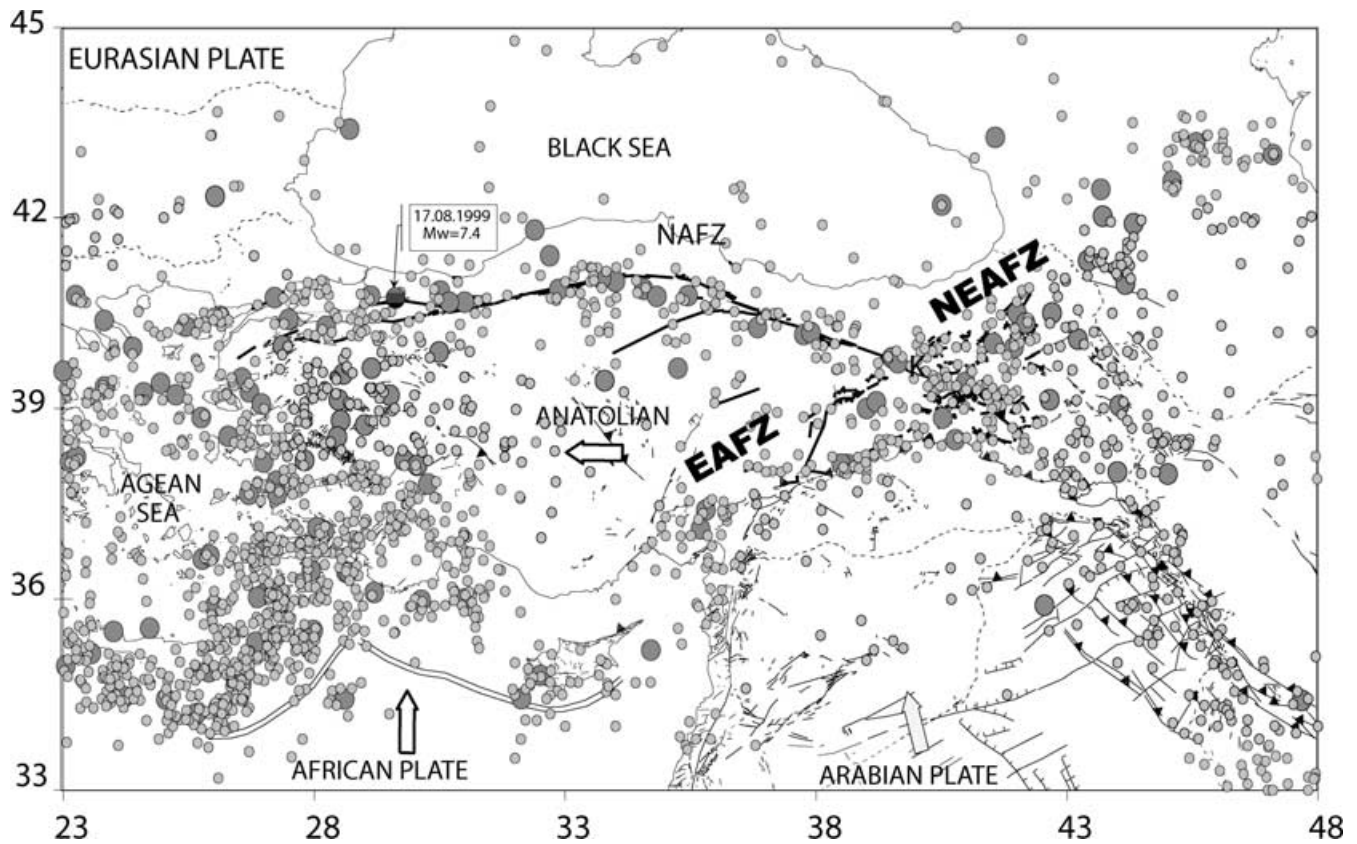 45
EURASIAN PLATE
BLACK SEA
42
17.08.1999
Mw=7.4
NAFZ
NEAFZ
K
39
ANATOLIAN
EAFZ
AGEAN
SEA
36
AFRICAN PLATE
ARABIAN PLATE
33
23
28
33
38
43
48